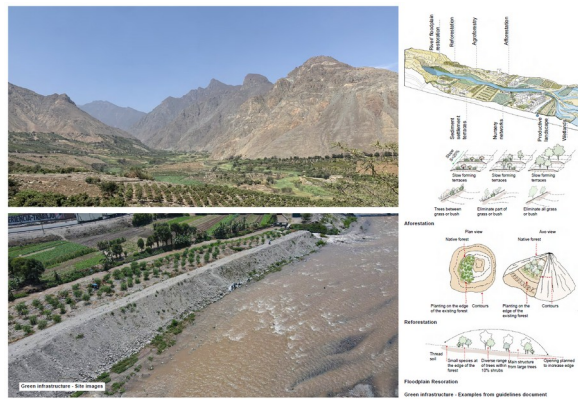 Green infrastructure - Site images
River/ floodplain
restoration ...
Reforestation
Agroforestry
Afforestation
Sediment
settlement
terraces
Nursery
networks
Productive
landscape
Wetlands
Slow forming
terraces
Slow forming
terraces
Slow forming
terraces
Trees between
grass or bush
Eliminate part of
grass or bush
Eliminate all grass
or bush
Aforestation
Plan view
Axo view
Native forest
Native forest
Planting on the edge
of the existing forest
Contours
Planting on the
edge of the
existing forest
Contours
Reforestation
Thread
soil
Small species at the
edge of the forest
Diverse range
of trees within
10% shrubs
Main structure
from large trees
Opening planned
to increase edge
Floodplain Resoration
Green infrastructure - Examples from guidelines document